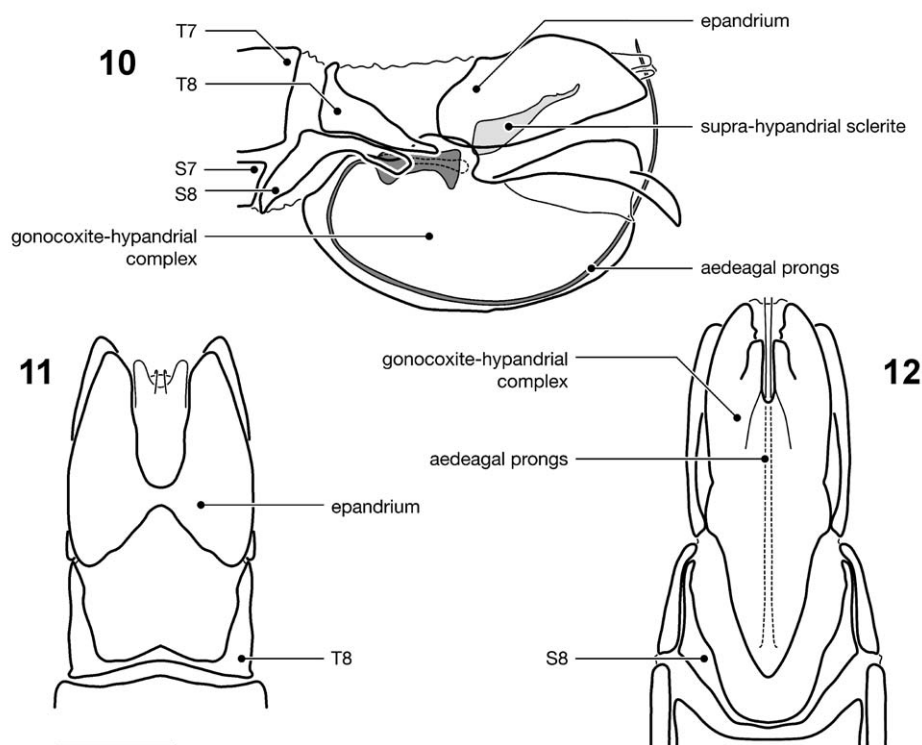 10
T7
T8
S7
S8
gonocoxite-hypandrial
complex
epandrium
supra-hypandrial sclerite
aedeagal prongs
11
epandrium
T8
12
gonocoxite-hypandrial
complex
aedeagal prongs
S8